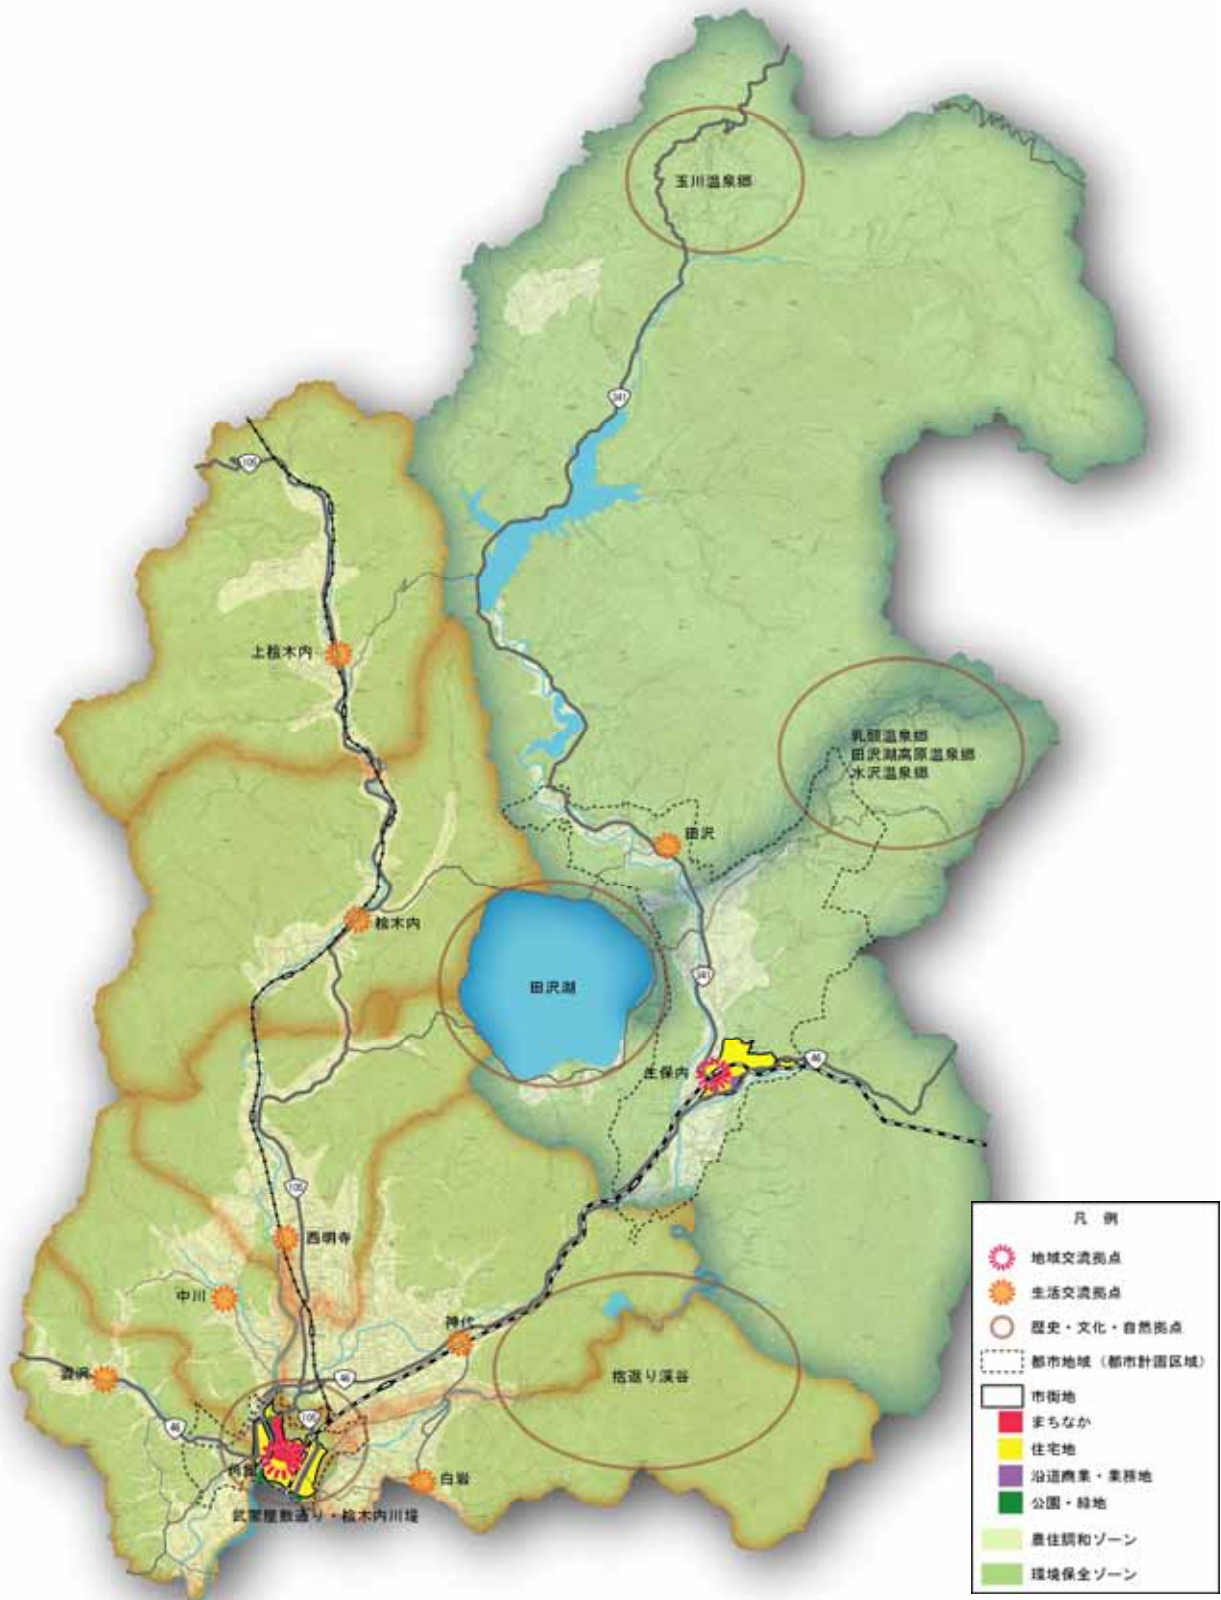 玉川温泉郷
341
105
上桧木内
乳頭温泉郷
田沢湖高原温泉郷
水沢温泉郷
田沢
桧木内
田沢湖
341
生保内
46
105
西明寺
中川
神代
雲沢
46
抱返り渓谷
105
46
角館
白岩
武家屋敷通り・桧木内川堤
凡 例
地域交流拠点
生活交流拠点
歴史・文化・自然拠点
都市地域（都市計画区域）
市街地
まちなか
住宅地
沿道商業・業務地
公園・緑地
農住調和ゾーン
環境保全ゾーン